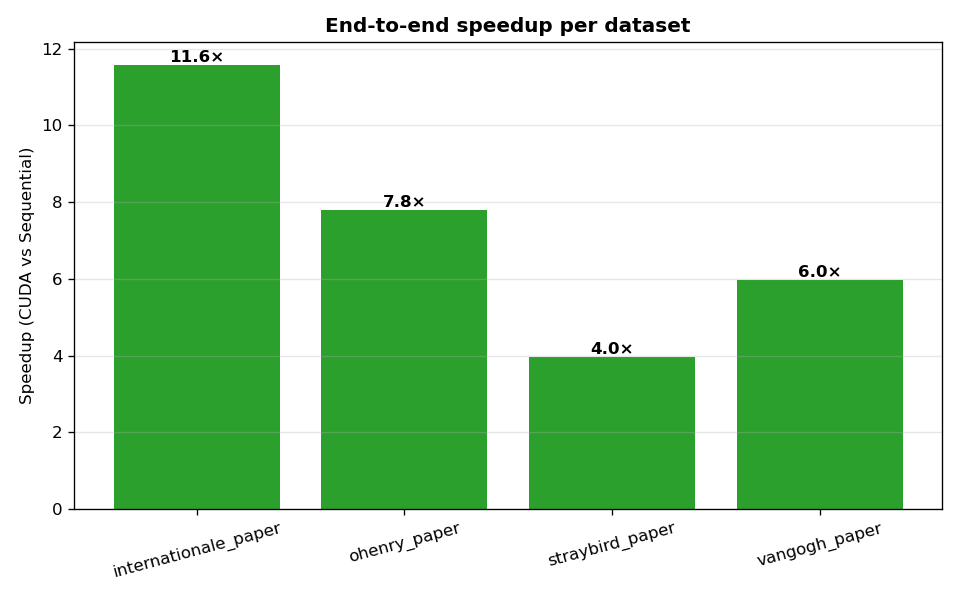 End-to-end speedup per dataset
Speedup (CUDA vs Sequential)
12
10
8
6
4
2
0
11.6×
7.8×
4.0×
6.0×
internationale_paper
ohenry_paper
straybird_paper
vangogh_paper